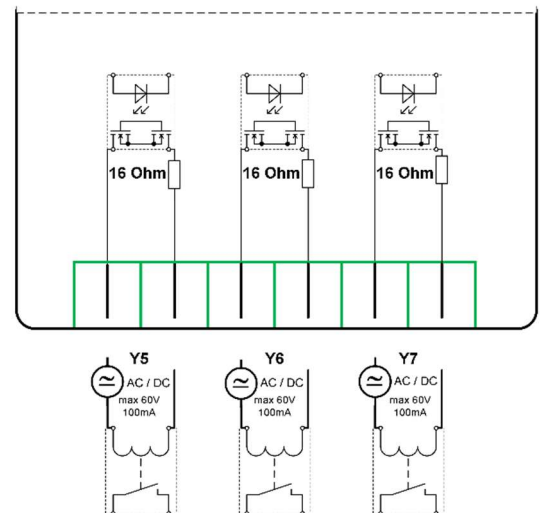 16 Ohm 16 Ohm 16 Ohm
Y5 Y6 Y7
AC / DC AC / DC AC / DC
max 60V max 60V max 60V
100mA 100mA 100mA